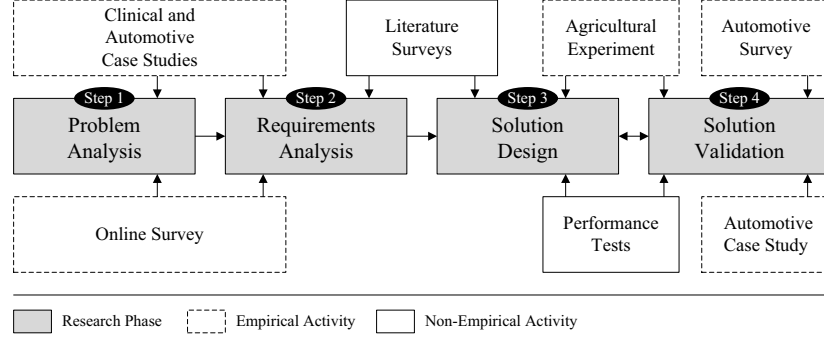 Clinical and
Automotive
Case Studies
Literature
Surveys
Agricultural
Experiment
Automotive
Survey
Step 1
Problem
Analysis
Step 2
Requirements
Analysis
Step 3
Solution
Design
Step 4
Solution
Validation
Online Survey
Performance
Tests
Automotive
Case Study
Research Phase
Empirical Activity
Non-Empirical Activity